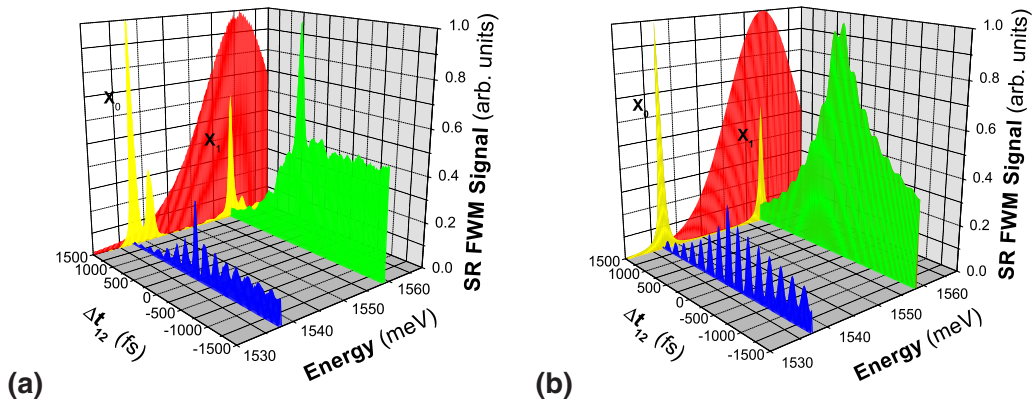 1.0
0.8
0.6
0.4
0.2
0.0
SR FWM Signal (arb. units)
X0
X1
1500
1000
500
0
-500
-1000
-1500
Δt12 (fs)
1530
1540
1550
1560
Energy (meV)
(a)
1.0
0.8
0.6
0.4
0.2
0.0
SR FWM Signal (arb. units)
X0
X1
1500
1000
500
0
-500
-1000
-1500
Δt12 (fs)
1530
1540
1550
1560
Energy (meV)
(b)